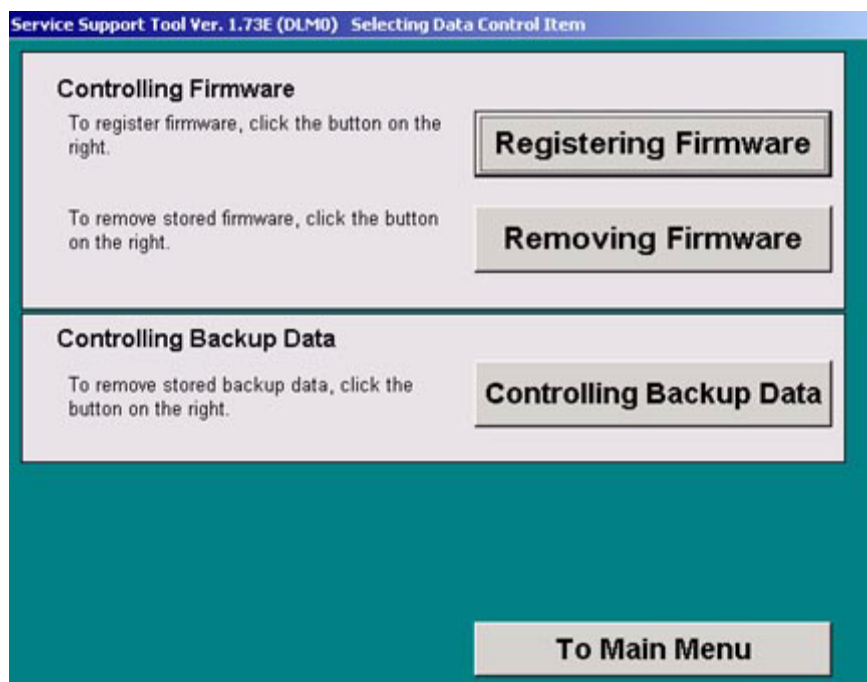 Service Support Tool Ver. 1.73E (DLM0)   Selecting Data Control Item
Controlling Firmware
To register firmware, click the button on the
right.
Registering Firmware
To remove stored firmware, click the button
on the right.
Removing Firmware
Controlling Backup Data
To remove stored backup data, click the
button on the right.
Controlling Backup Data
To Main Menu